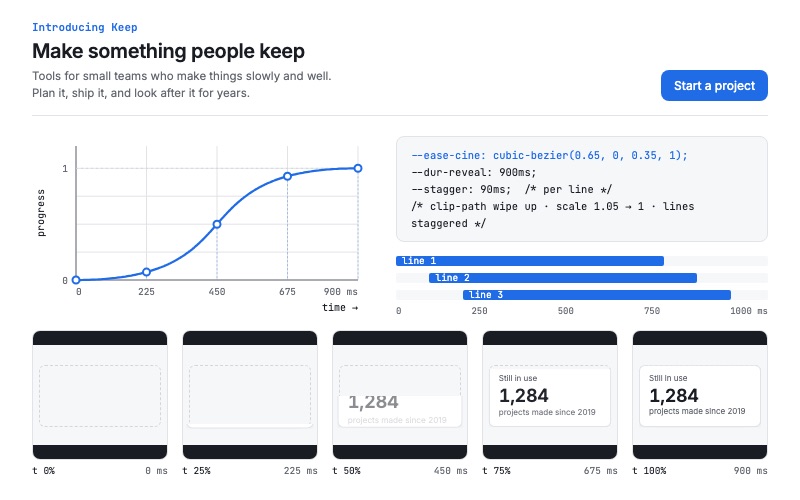 Introducing Keep
Make something people keep
Tools for small teams who make things slowly and well.
Plan it, ship it, and look after it for years.
Start a project
1
progress
0
0 225 450 675 900 ms
time →
--ease-cine: cubic-bezier(0.65, 0, 0.35, 1);
--dur-reveal: 900ms;
--stagger: 90ms; /* per line */
/* clip-path wipe up · scale 1.05 → 1 · lines
staggered */
line 1
line 2
line 3
0 250 500 750 1000 ms
1,284
projects made since 2019
Still in use
1,284
projects made since 2019
Still in use
1,284
projects made since 2019
t 0% 0 ms
t 25% 225 ms
t 50% 450 ms
t 75% 675 ms
t 100% 900 ms